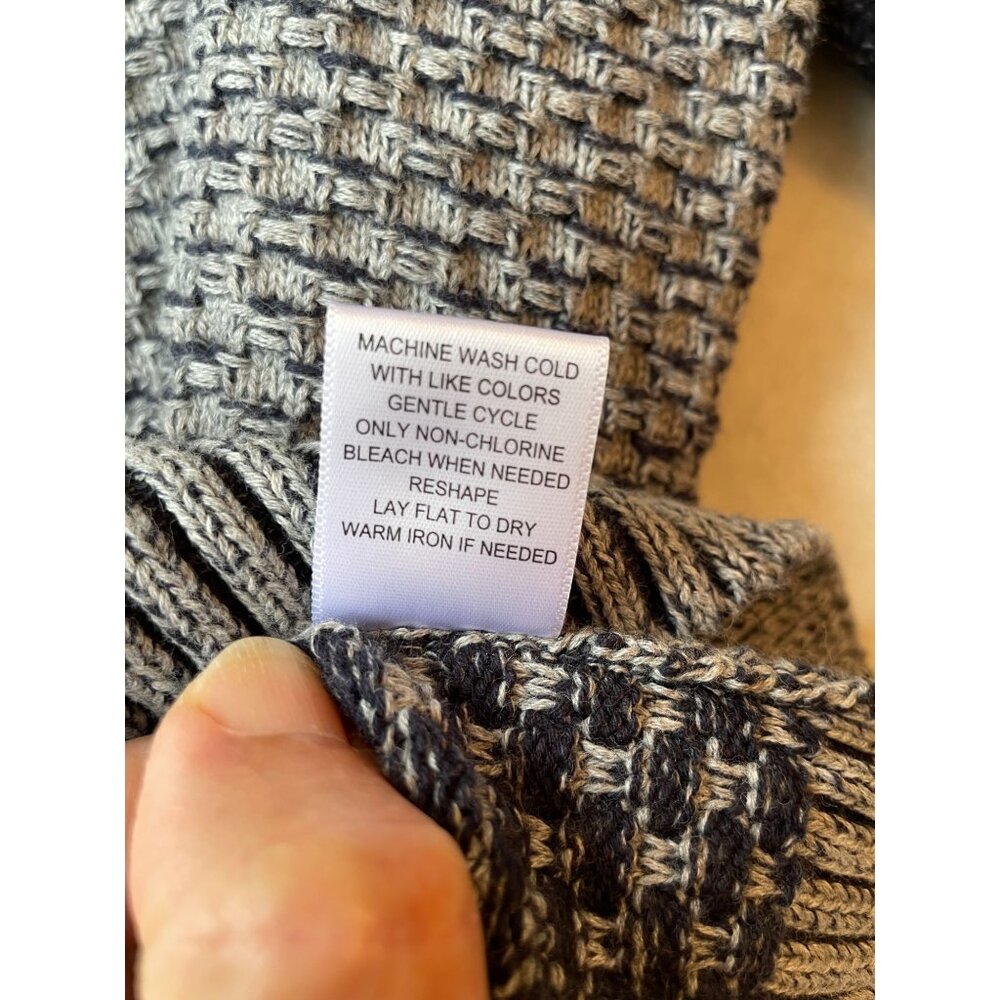 MACHINE WASH COLD
WITH LIKE COLORS
GENTLE CYCLE
ONLY NON-CHLORINE
BLEACH WHEN NEEDED
RESHAPE
LAY FLAT TO DRY
WARM IRON IF NEEDED